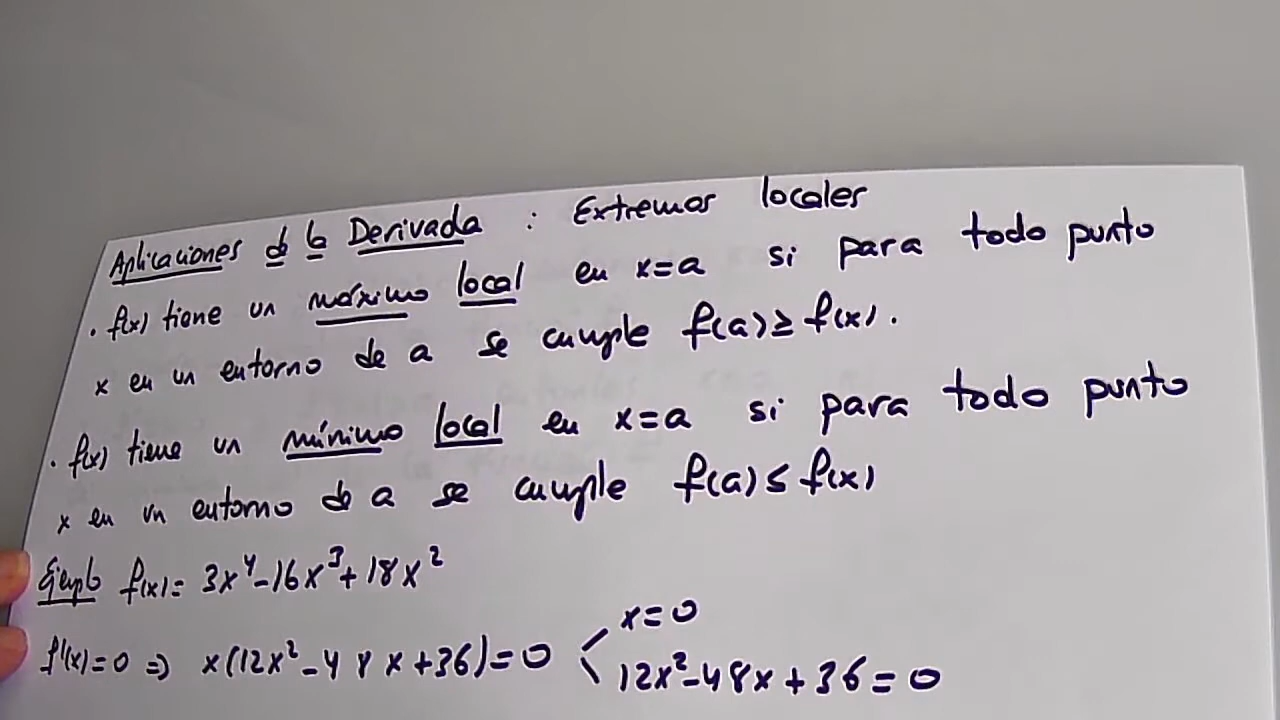 Aplicaciones de la Derivada : Extremos locales
. f(x) tiene un máximo local en x=a si para todo punto
x en un entorno de a se cumple f(a)≥f(x).
. f(x) tiene un mínimo local en x=a si para todo punto
x en un entorno de a se cumple f(a)≤f(x)
Ejemplo f(x)= 3x⁴-16x³+18x²
f'(x)=0 ⇒ x(12x²-48x+36)=0 < x=0
12x²-48x+36=0